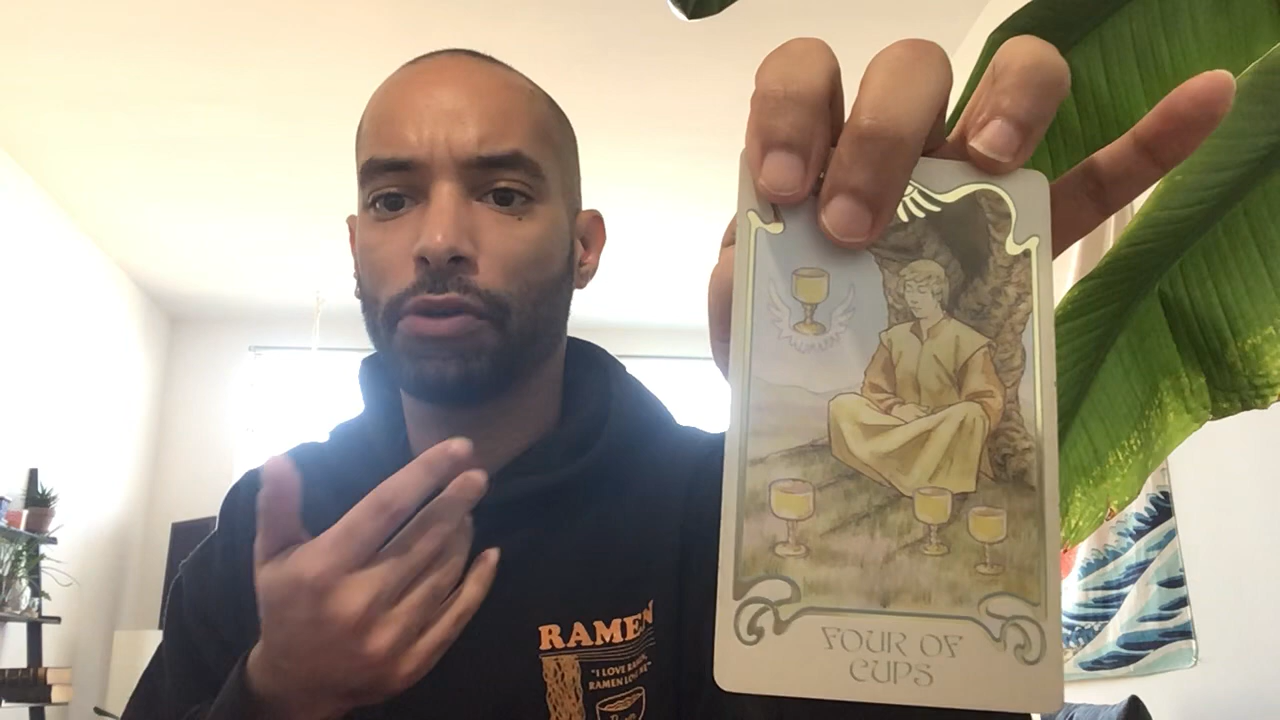 RAMEN
"I LOVE RAMEN
RAMEN LOVE ME"
FOUR OF
CUPS